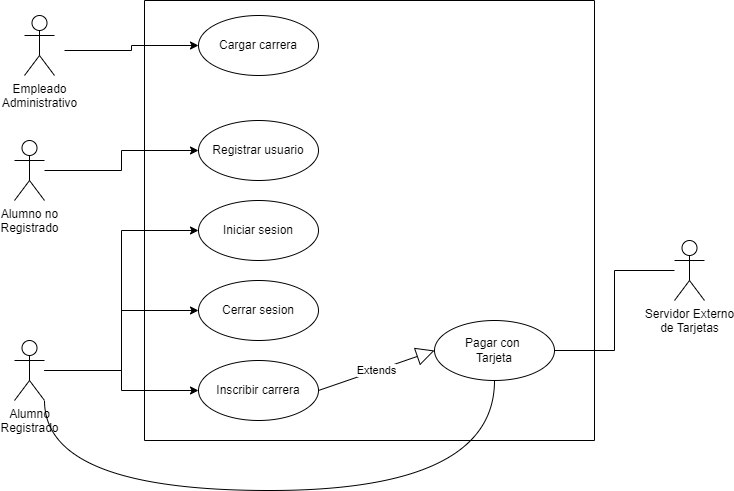 Cargar carrera
Empleado
Administrativo
Registrar usuario
Alumno no
Registrado
Iniciar sesion
Cerrar sesion
Servidor Externo
de Tarjetas
Pagar con
Tarjeta
Extends
Inscribir carrera
Alumno
Registrado